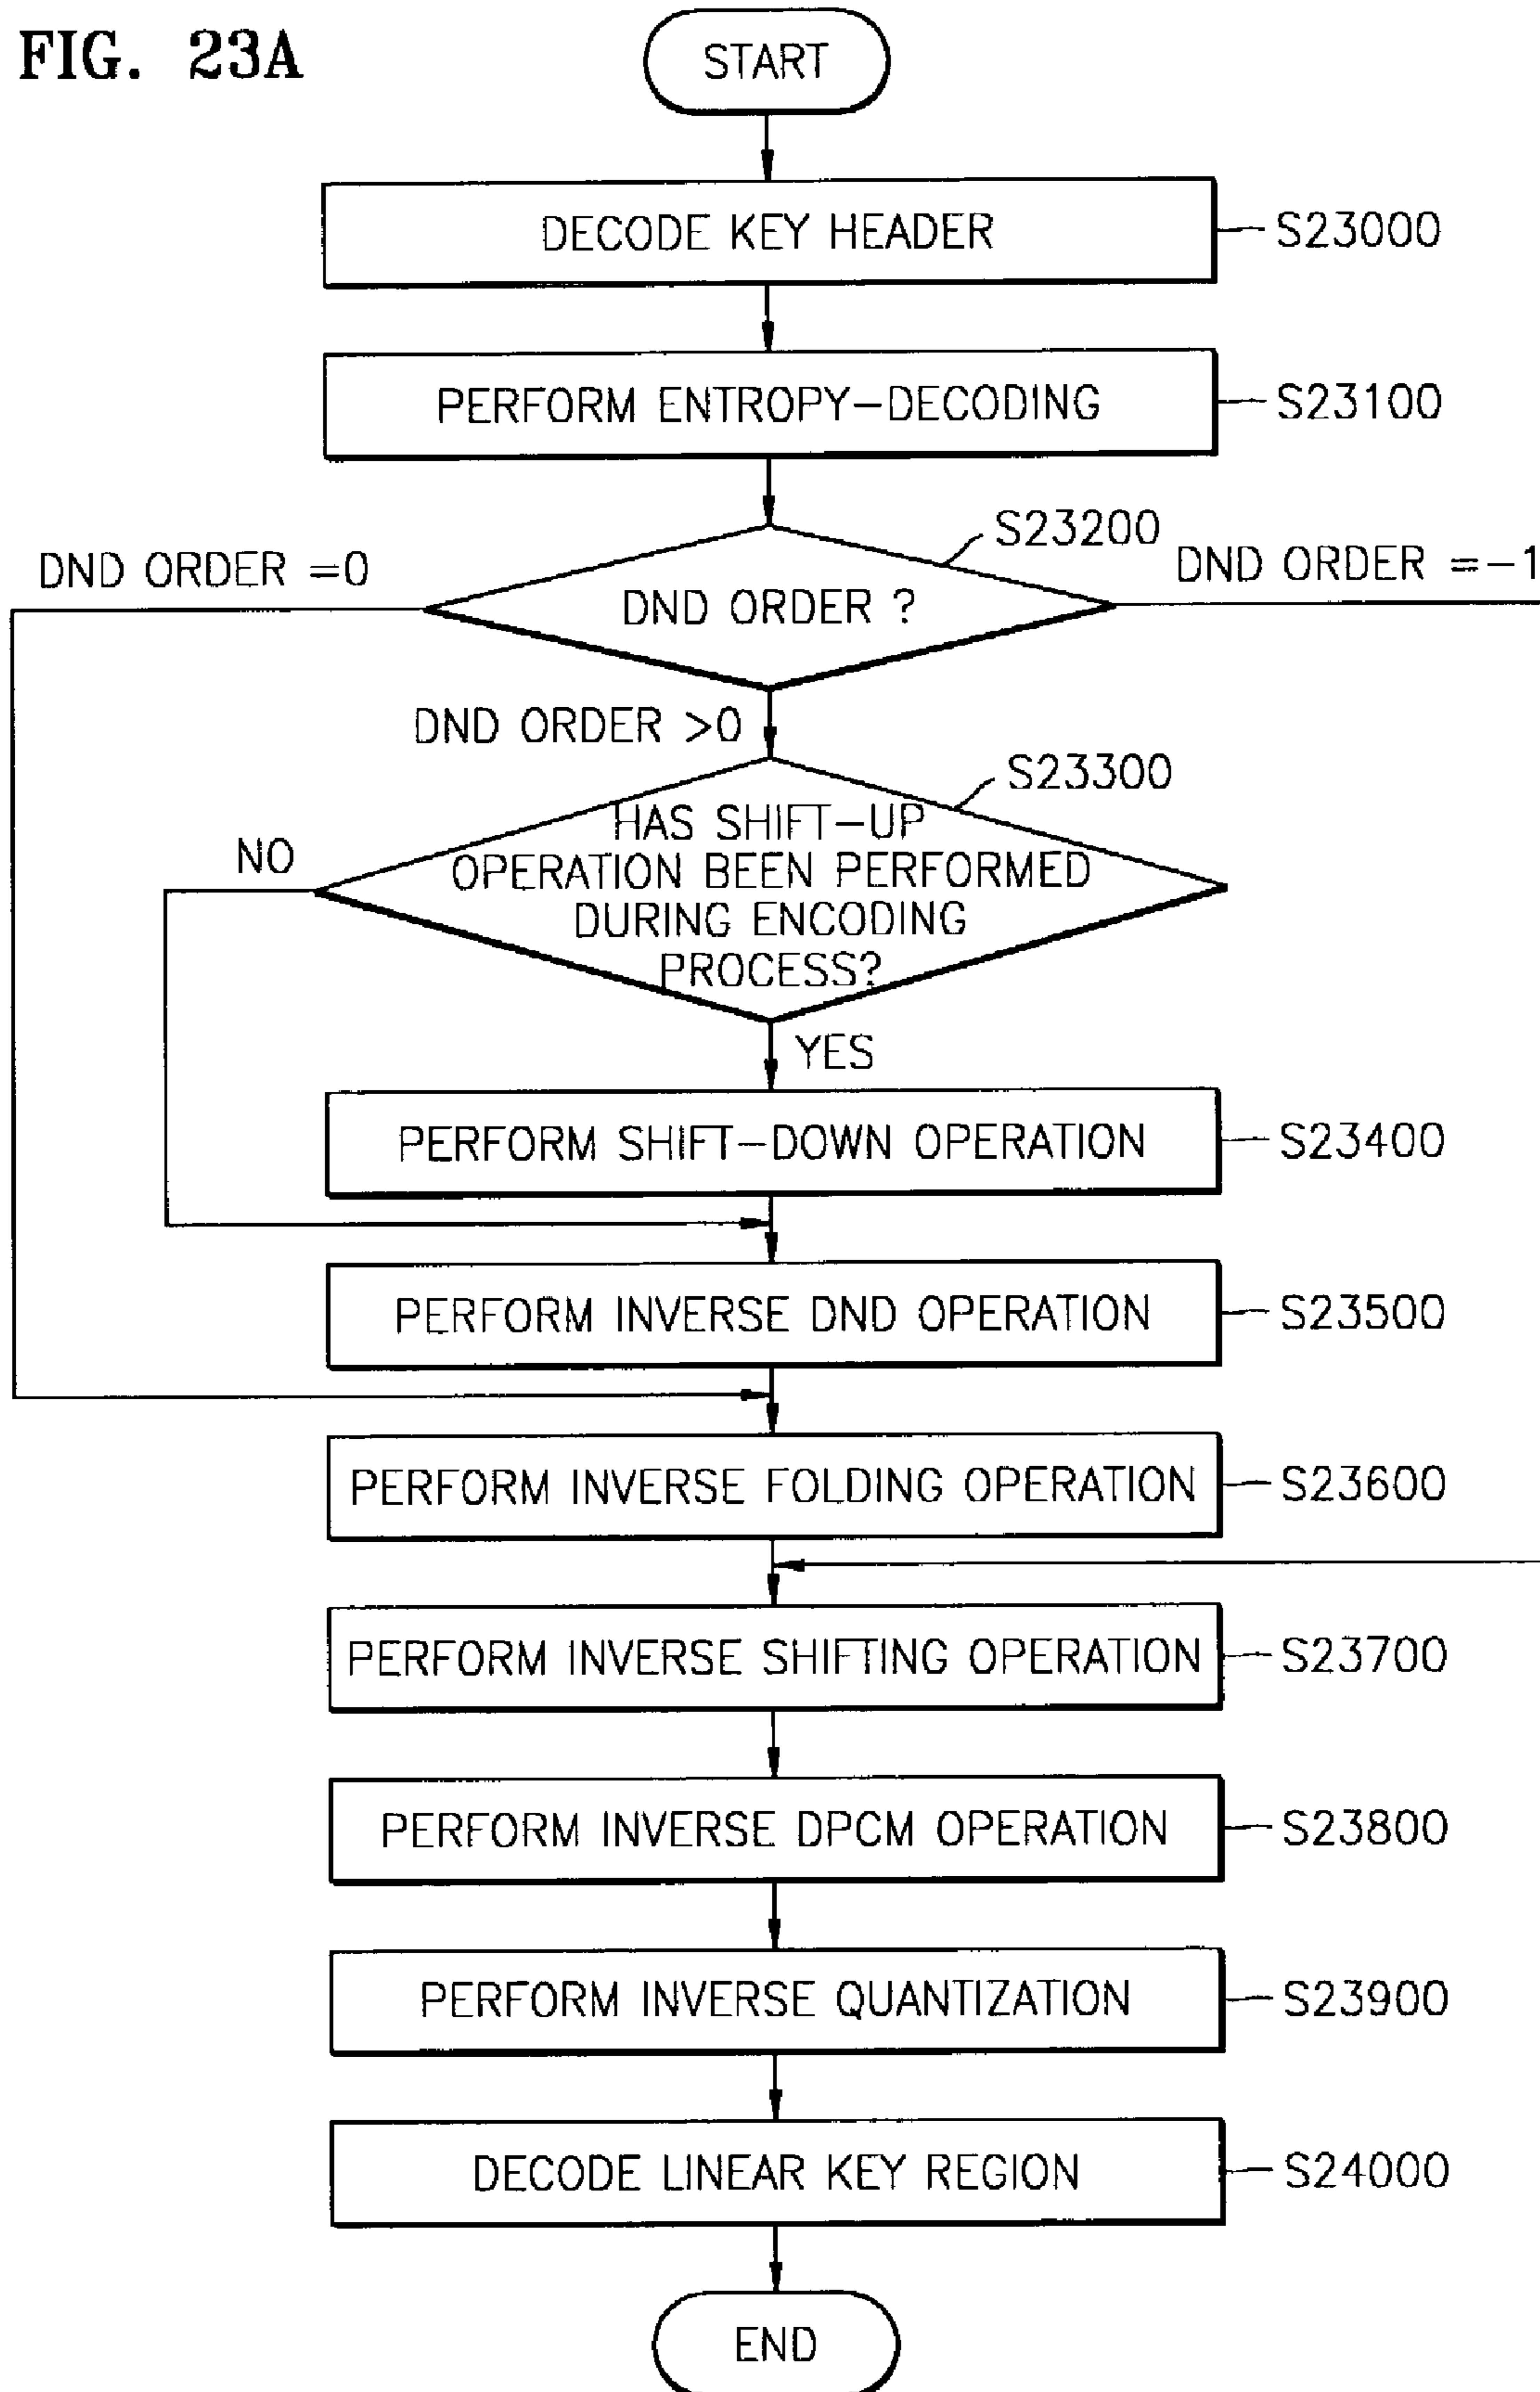 FIG. 23A
START
DECODE KEY HEADER
S23000
PERFORM ENTROPY-DECODING
S23100
S23200
DND ORDER =0
DND ORDER =-1
DND ORDER ?
DND ORDER >0
S23300
HAS SHIFT-UP
OPERATION BEEN PERFORMED
DURING ENCODING
PROCESS?
NO
YES
PERFORM SHIFT-DOWN OPERATION
S23400
PERFORM INVERSE DND OPERATION
S23500
PERFORM INVERSE FOLDING OPERATION
S23600
PERFORM INVERSE SHIFTING OPERATION
S23700
PERFORM INVERSE DPCM OPERATION
S23800
PERFORM INVERSE QUANTIZATION
S23900
DECODE LINEAR KEY REGION
S24000
END